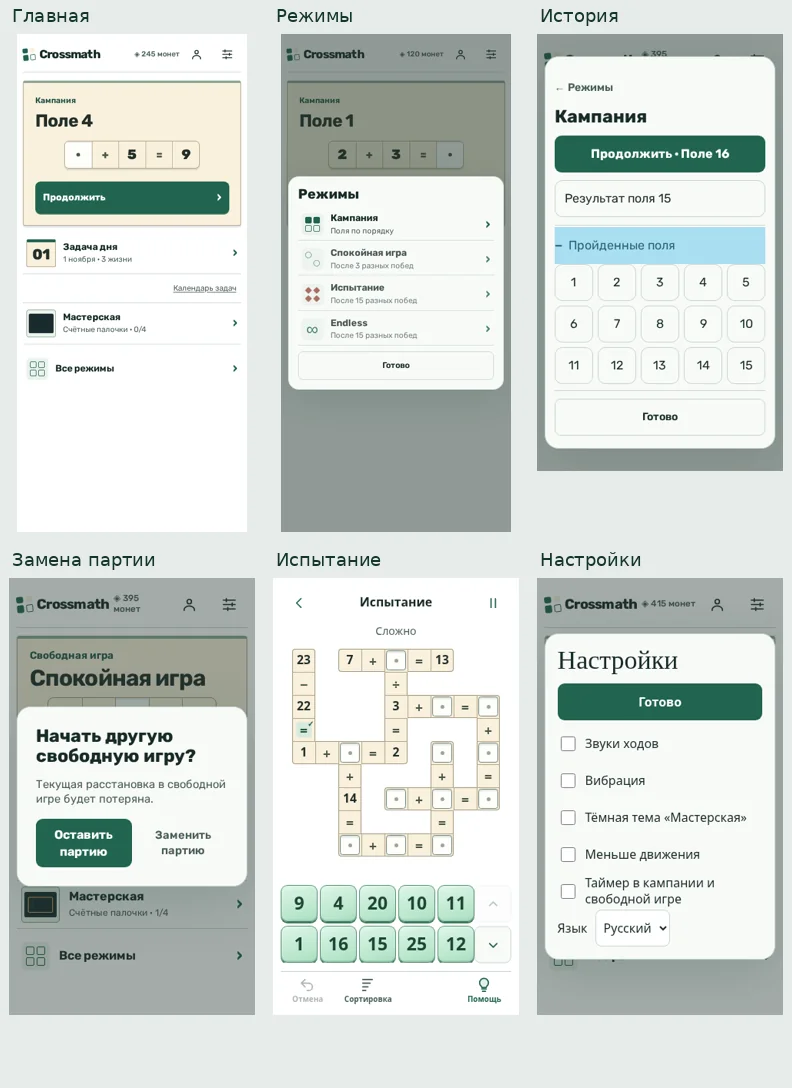 Главная
Crossmath
◈ 245 монет
Кампания
Поле 4
• + 5 = 9
Продолжить ›
01
Задача дня
1 ноября • 3 жизни
Календарь задач
Мастерская
Счётные палочки • 0/4
Все режимы
Режимы
Crossmath
◈ 120 монет
Кампания
Поле 1
2 + 3 = •
Режимы
Кампания
Поля по порядку
Спокойная игра
После 3 разных побед
Испытание
После 15 разных побед
∞ Endless
После 15 разных побед
Готово
История
395
← Режимы
Кампания
Продолжить • Поле 16
Результат поля 15
– Пройденные поля
1 2 3 4 5
6 7 8 9 10
11 12 13 14 15
Готово
Замена партии
Crossmath
◈ 395
монет
Свободная игра
Спокойная игра
Начать другую
свободную игру?
Текущая расстановка в свободной
игре будет потеряна.
Оставить
партию
Заменить
партию
Мастерская
Счётные палочки • 1/4
Все режимы
Испытание
Испытание
Сложно
23 7 + • = 13
− ÷
22 3 + • = •
= = +
1 + • = 2 • •
+ + =
14 • + • = •
= =
• + • = •
9 4 20 10 11
1 16 15 25 12
Отмена
Сортировка
Помощь
Настройки
Crossmath
◈ 415 монет
Настройки
Готово
Звуки ходов
Вибрация
Тёмная тема «Мастерская»
Меньше движения
Таймер в кампании и
свободной игре
Язык Русский